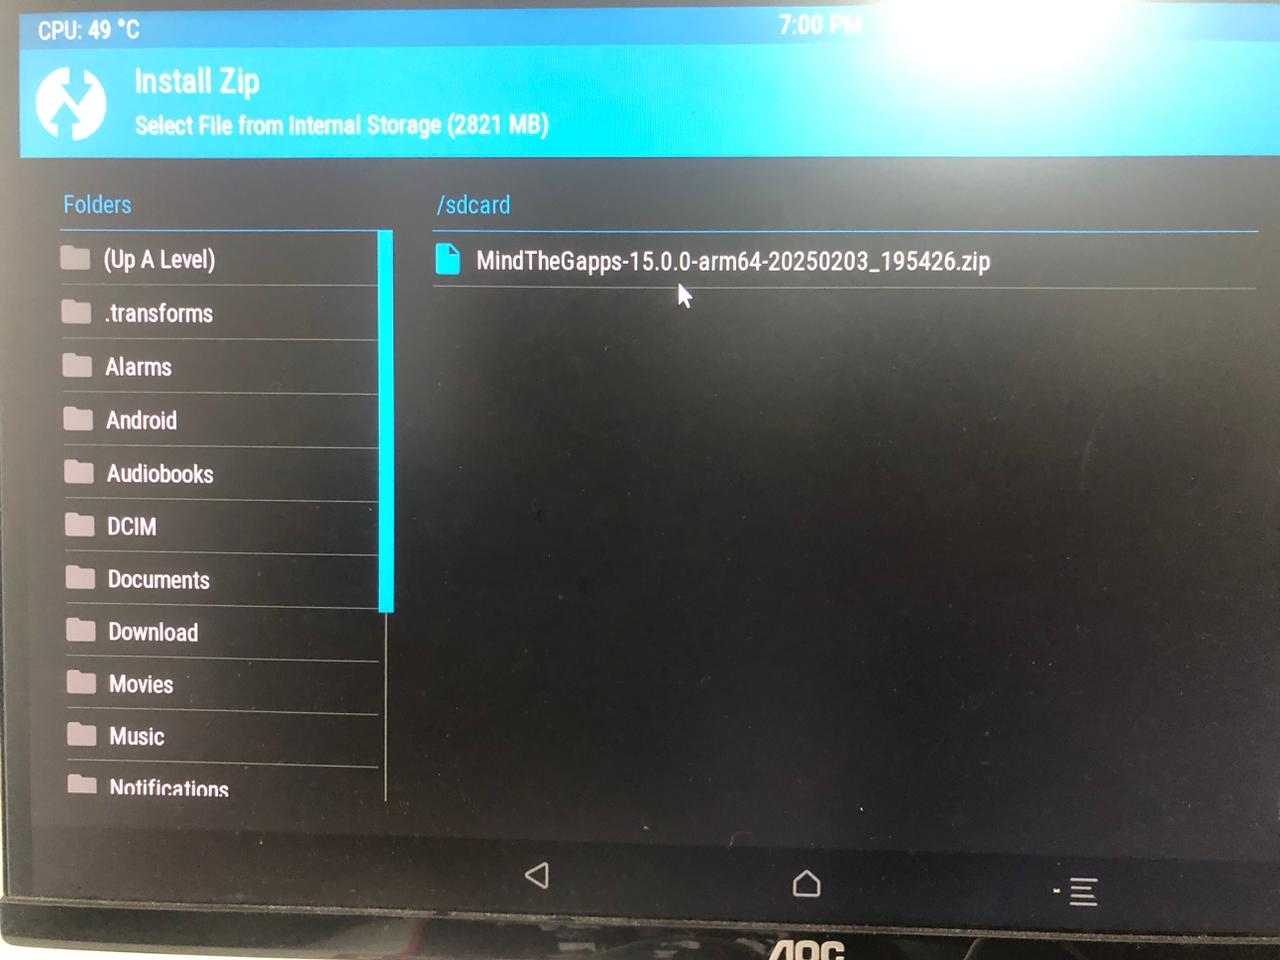 CPU: 49 °C
7:00 PM
Install Zip
Select File from Internal Storage (2821 MB)
Folders
/sdcard
(Up A Level)
MindTheGapps-15.0.0-arm64-20250203_195426.zip
.transforms
Alarms
Android
Audiobooks
DCIM
Documents
Download
Movies
Music
Notifications
AOC